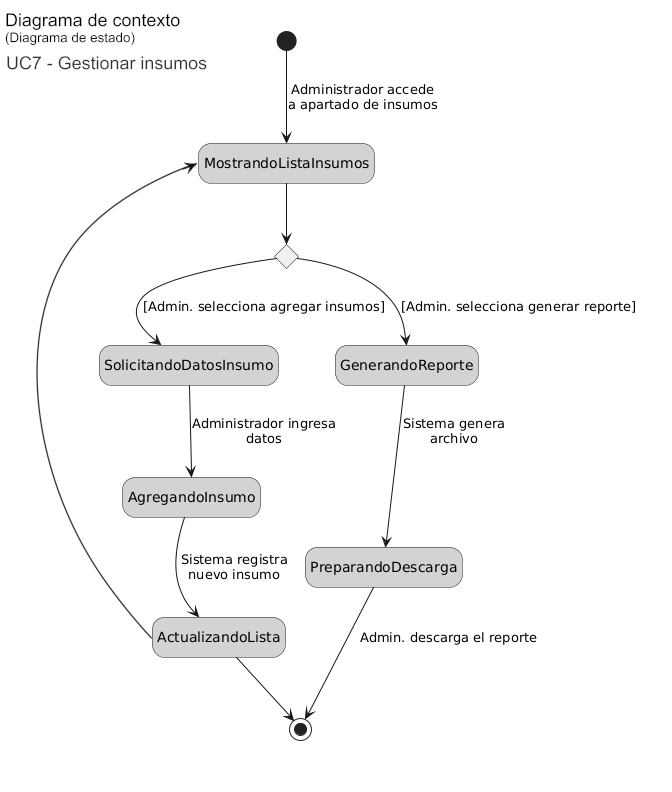 Diagrama de contexto
(Diagrama de estado)
UC7 - Gestionar insumos
Administrador accede
a apartado de insumos
MostrandoListaInsumos
[Admin. selecciona agregar insumos]
[Admin. selecciona generar reporte]
SolicitandoDatosInsumo
GenerandoReporte
Administrador ingresa
datos
Sistema genera
archivo
AgregandoInsumo
Sistema registra
nuevo insumo
PreparandoDescarga
ActualizandoLista
Admin. descarga el reporte